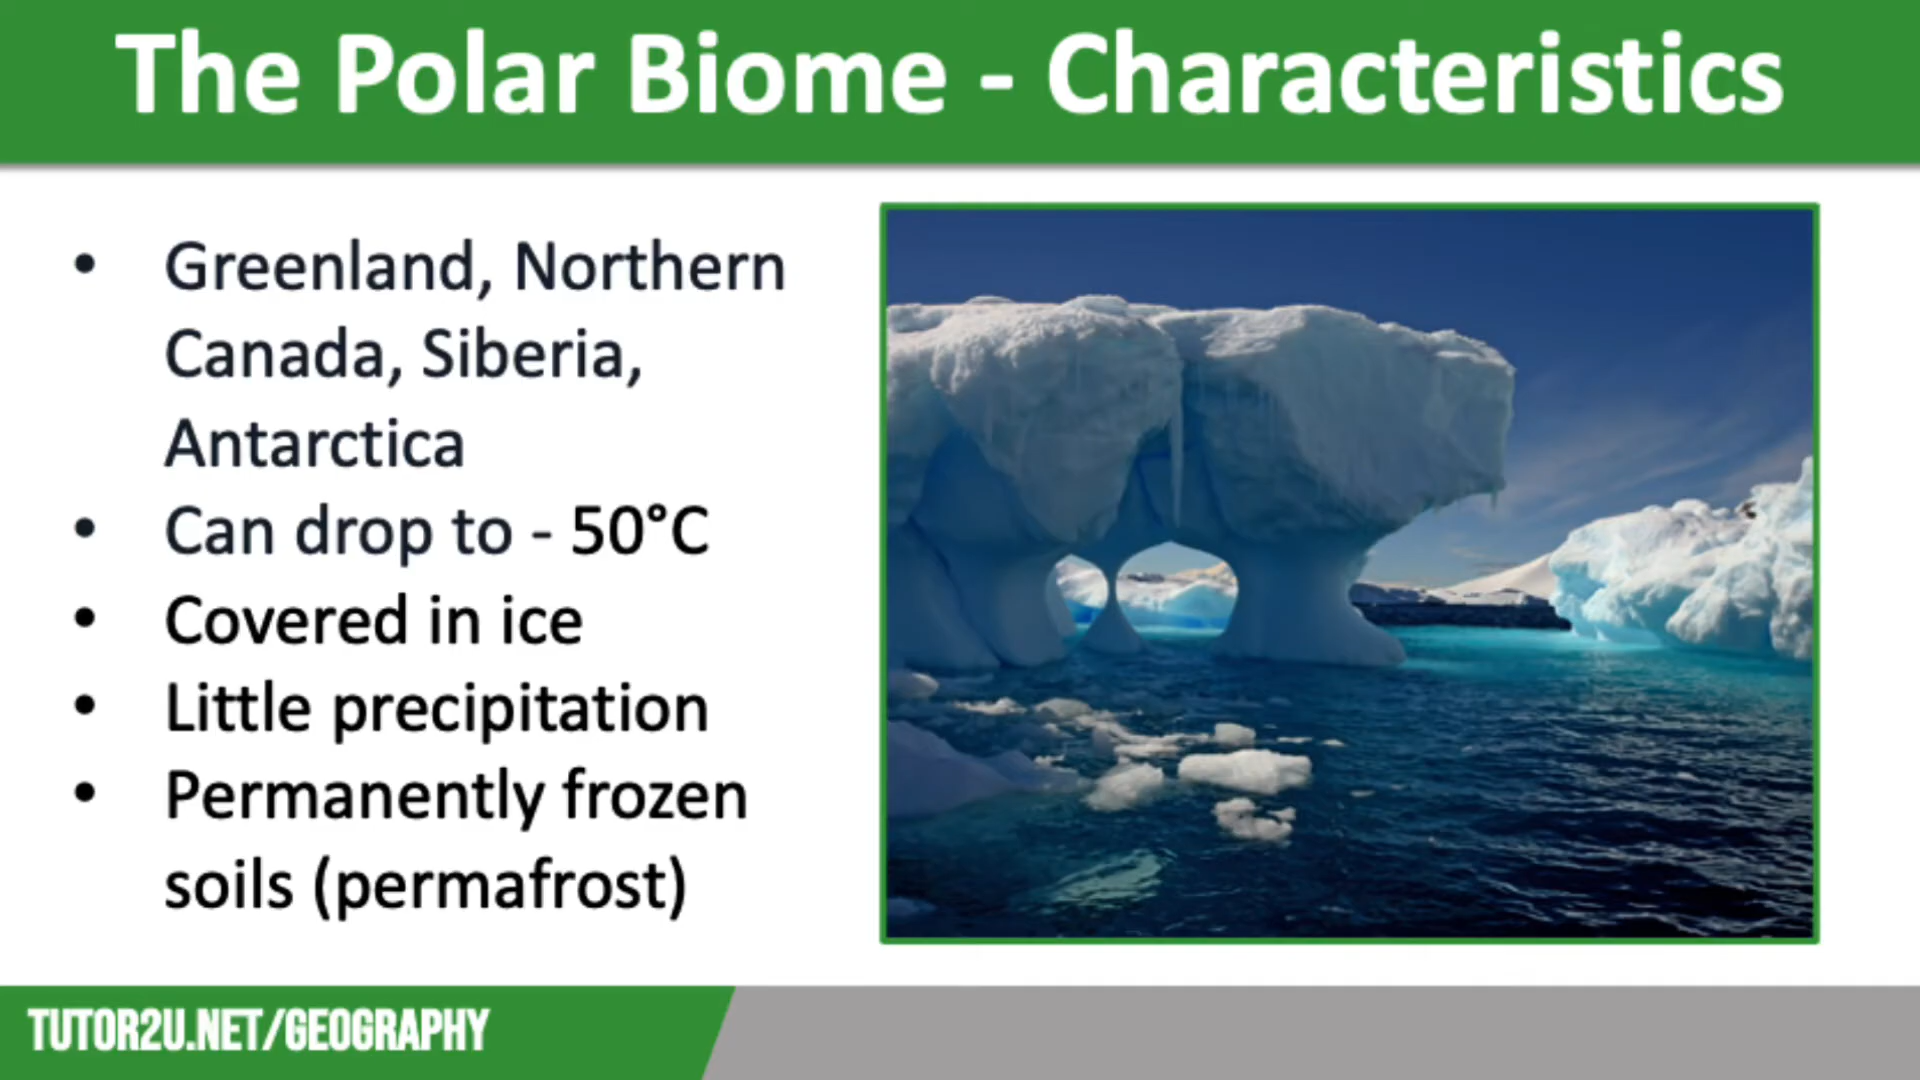 The Polar Biome - Characteristics
• Greenland, Northern
Canada, Siberia,
Antarctica
• Can drop to - 50°C
• Covered in ice
• Little precipitation
• Permanently frozen
soils (permafrost)
TUTOR2U.NET/GEOGRAPHY